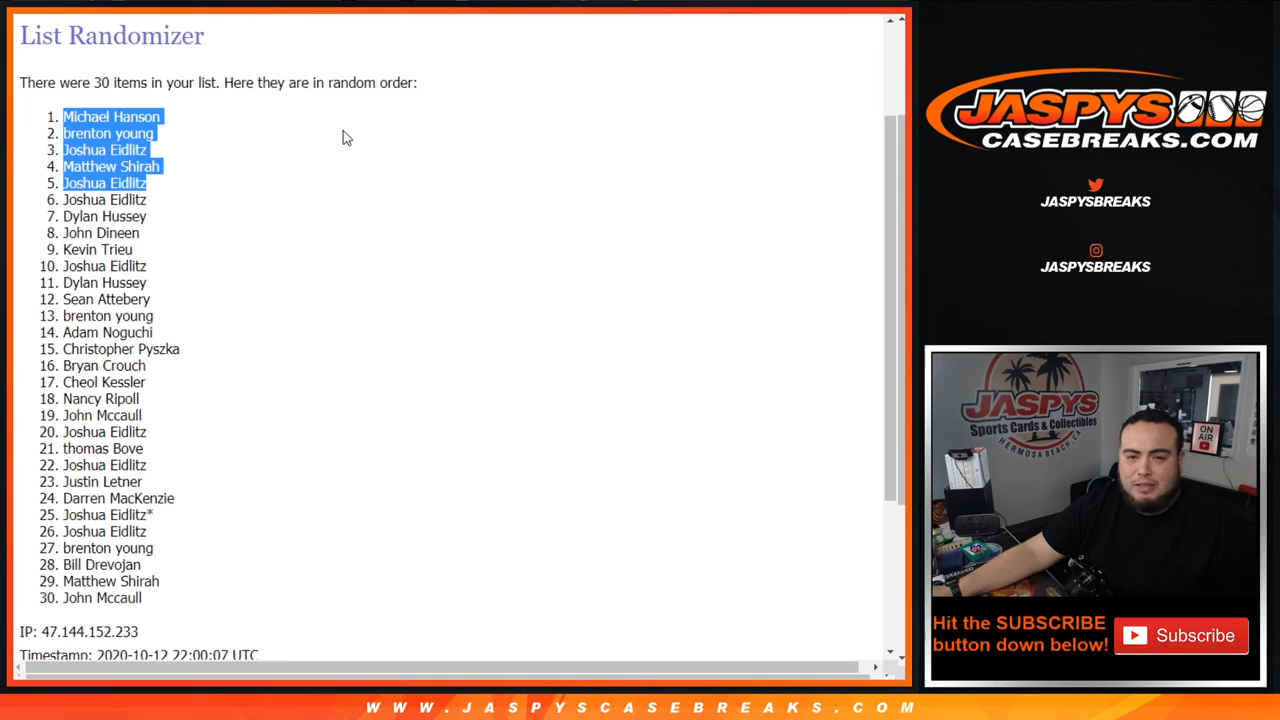 List Randomizer
There were 30 items in your list. Here they are in random order:
1. Michael Hanson
2. brenton young
3. Joshua Eidlitz
4. Matthew Shirah
5. Joshua Eidlitz
6. Joshua Eidlitz
7. Dylan Hussey
8. John Dineen
9. Kevin Trieu
10. Joshua Eidlitz
11. Dylan Hussey
12. Sean Attebery
13. brenton young
14. Adam Noguchi
15. Christopher Pyszka
16. Bryan Crouch
17. Cheol Kessler
18. Nancy Ripoll
19. John Mccaull
20. Joshua Eidlitz
21. thomas Bove
22. Joshua Eidlitz
23. Justin Letner
24. Darren MacKenzie
25. Joshua Eidlitz*
26. Joshua Eidlitz
27. brenton young
28. Bill Drevojan
29. Matthew Shirah
30. John Mccaull
IP: 47.144.152.233
Timestamp: 2020-10-12 22:00:07 UTC
JASPYS
CASEBREAKS.COM
JASPYSBREAKS
JASPYSBREAKS
JASPYS
Sports Cards & Collectibles
HERMOSA BEACH, CA
ON
AIR
Hit the SUBSCRIBE
button down below!
Subscribe
WWW.JASPYSCASEBREAKS.COM